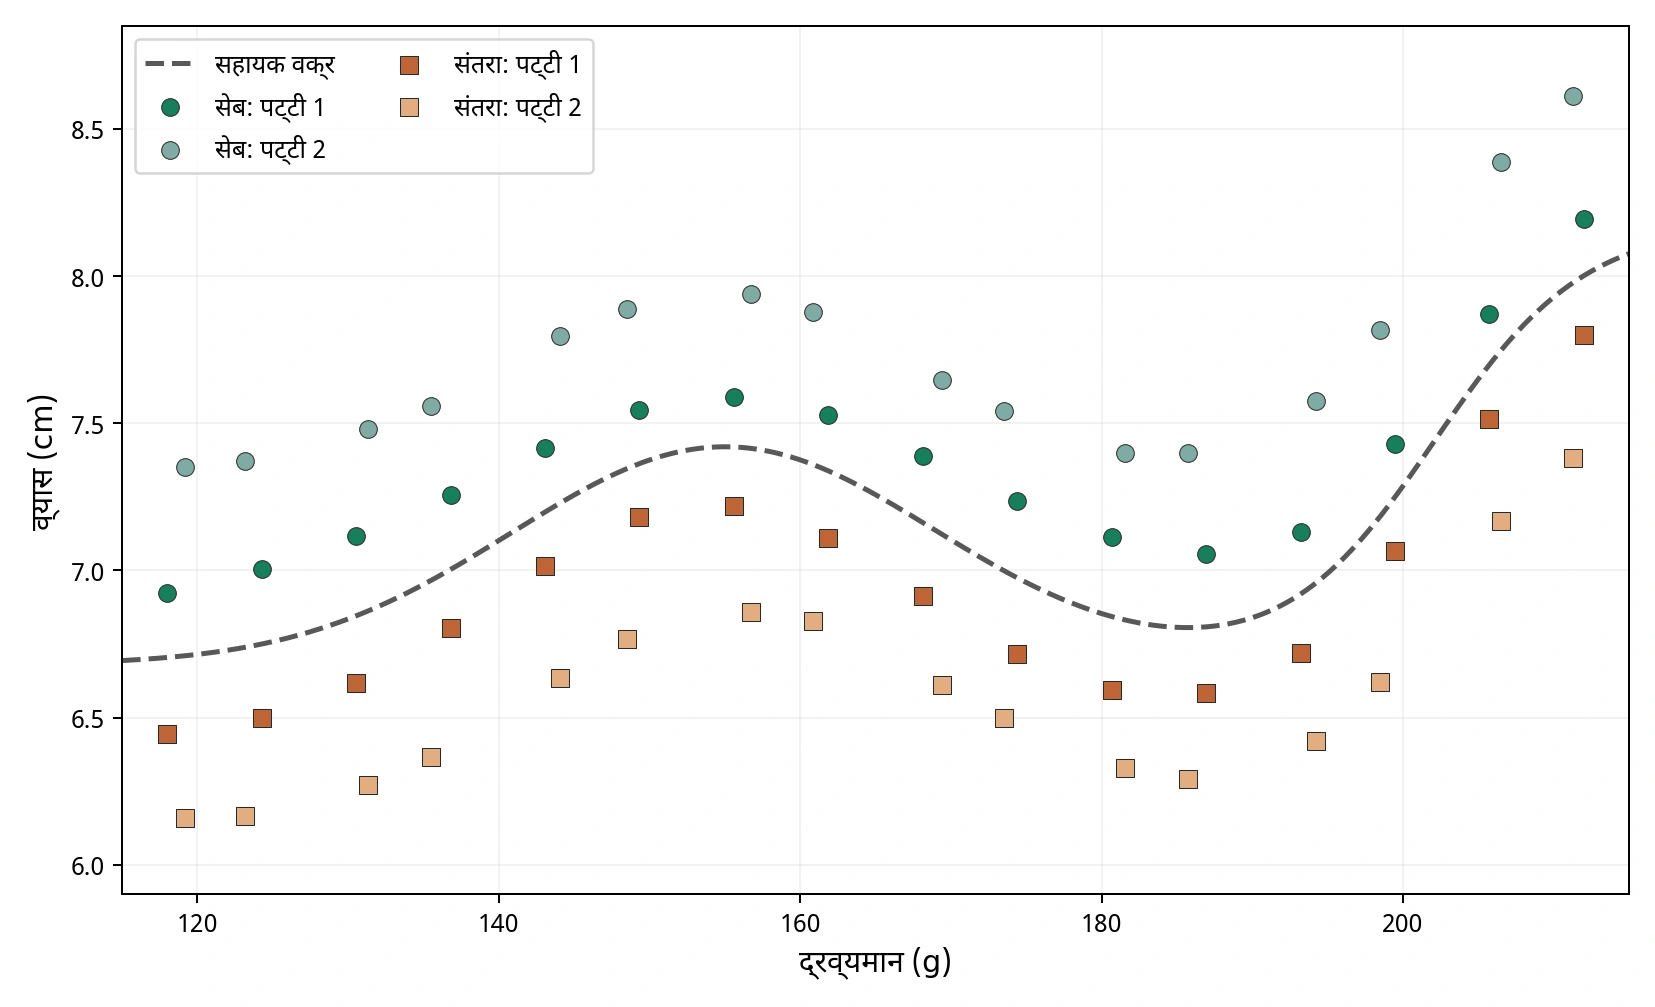 सहायक वक्र
सेब: पट्टी 1
सेब: पट्टी 2
संतरा: पट्टी 1
संतरा: पट्टी 2
8.5
8.0
7.5
7.0
6.5
6.0
व्यास (cm)
120 140 160 180 200
द्रव्यमान (g)